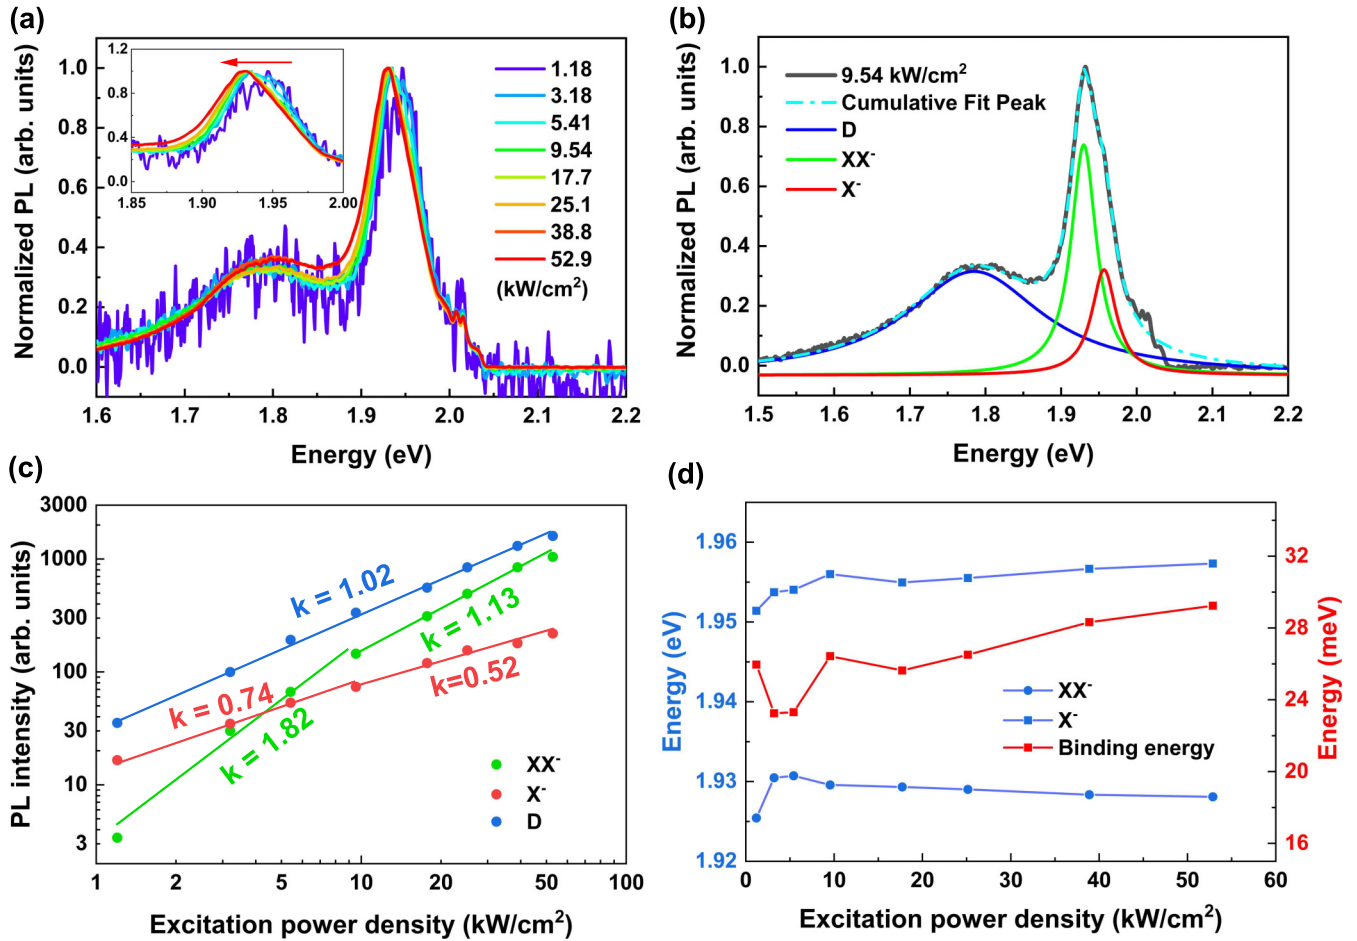 (a)
Normalized PL (arb. units)
1.0
0.8
0.6
0.4
0.2
0.0
1.6 1.7 1.8 1.9 2.0 2.1 2.2
Energy (eV)
1.2
0.8
0.4
0.0
1.85 1.90 1.95 2.00
1.18
3.18
5.41
9.54
17.7
25.1
38.8
52.9
(kW/cm²)
(b)
Normalized PL (arb. units)
1.0
0.8
0.6
0.4
0.2
0.0
1.5 1.6 1.7 1.8 1.9 2.0 2.1 2.2
Energy (eV)
9.54 kW/cm²
Cumulative Fit Peak
D
XX⁻
X⁻
(c)
PL intensity (arb. units)
3000
1000
300
100
30
10
3
1 2 5 10 20 50 100
Excitation power density (kW/cm²)
k = 1.02
k = 1.13
k = 0.74
k=0.52
k = 1.82
XX⁻
X⁻
D
(d)
Energy (eV)
1.96
1.95
1.94
1.93
1.92
0 10 20 30 40 50 60
Excitation power density (kW/cm²)
XX⁻
X⁻
Binding energy
32
28
24
20
16
Energy (meV)